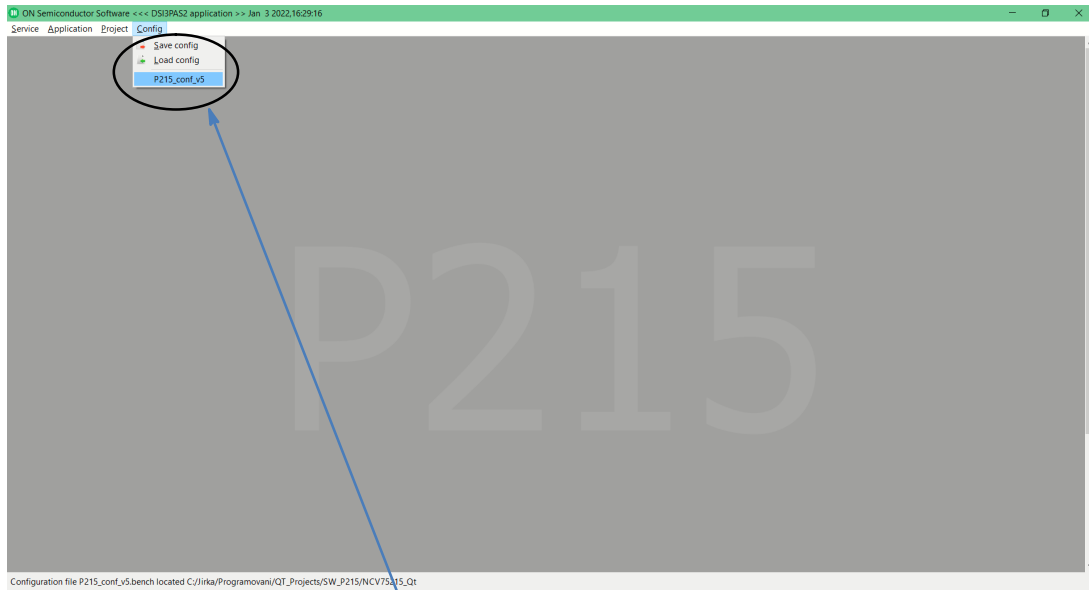 ON Semiconductor Software <<< DSI3PAS2 application >> Jan 3 2022,16:29:16
Service Application Project Config
Save config
Load config
P215_conf_v5
P215
Configuration file P215_conf_v5.bench located C:/Jirka/Programovani/QT_Projects/SW_P215/NCV75215_Qt